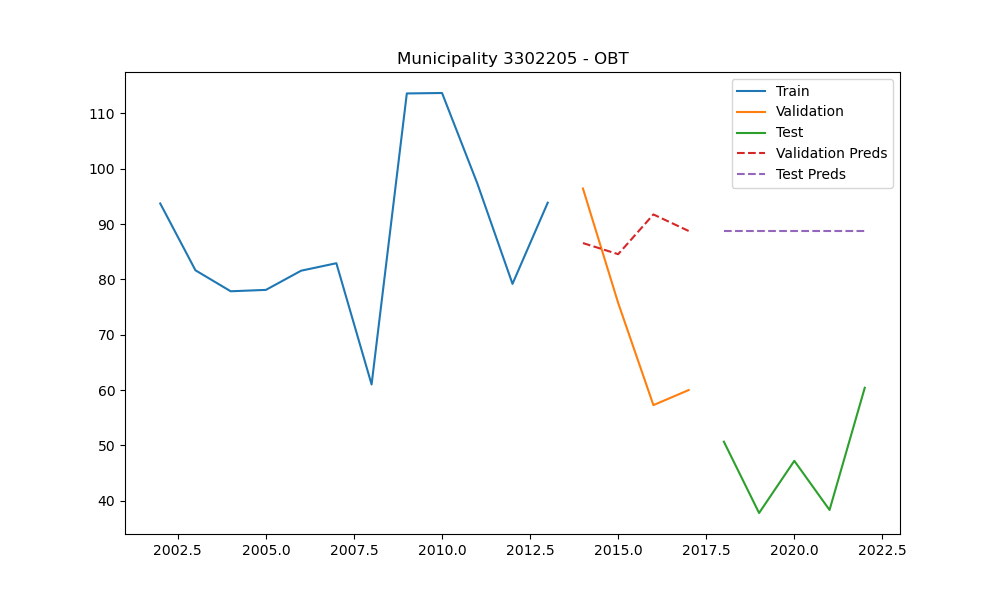 Municipality 3302205 - OBT
Train
Validation
Test
Validation Preds
Test Preds
110
100
90
80
70
60
50
40
2002.5 2005.0 2007.5 2010.0 2012.5 2015.0 2017.5 2020.0 2022.5